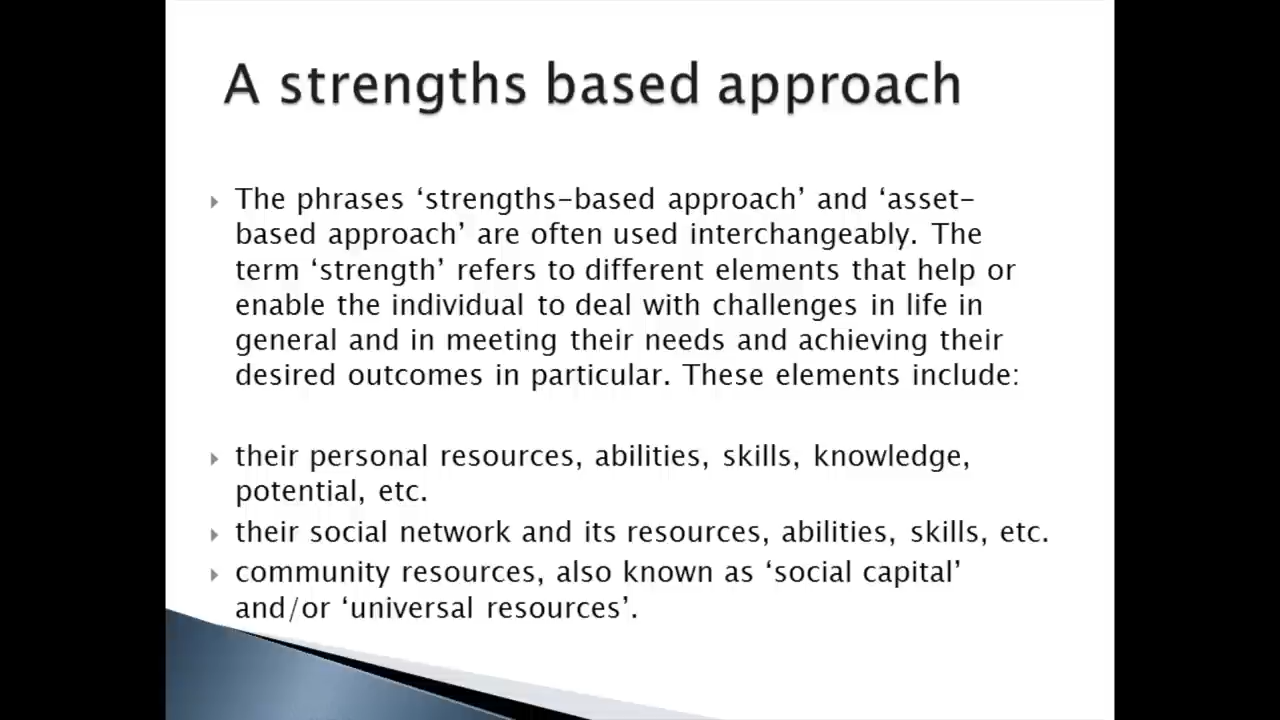 A strengths based approach
The phrases ‘strengths-based approach’ and ‘asset-
based approach’ are often used interchangeably. The
term ‘strength’ refers to different elements that help or
enable the individual to deal with challenges in life in
general and in meeting their needs and achieving their
desired outcomes in particular. These elements include:
their personal resources, abilities, skills, knowledge,
potential, etc.
their social network and its resources, abilities, skills, etc.
community resources, also known as ‘social capital’
and/or ‘universal resources’.